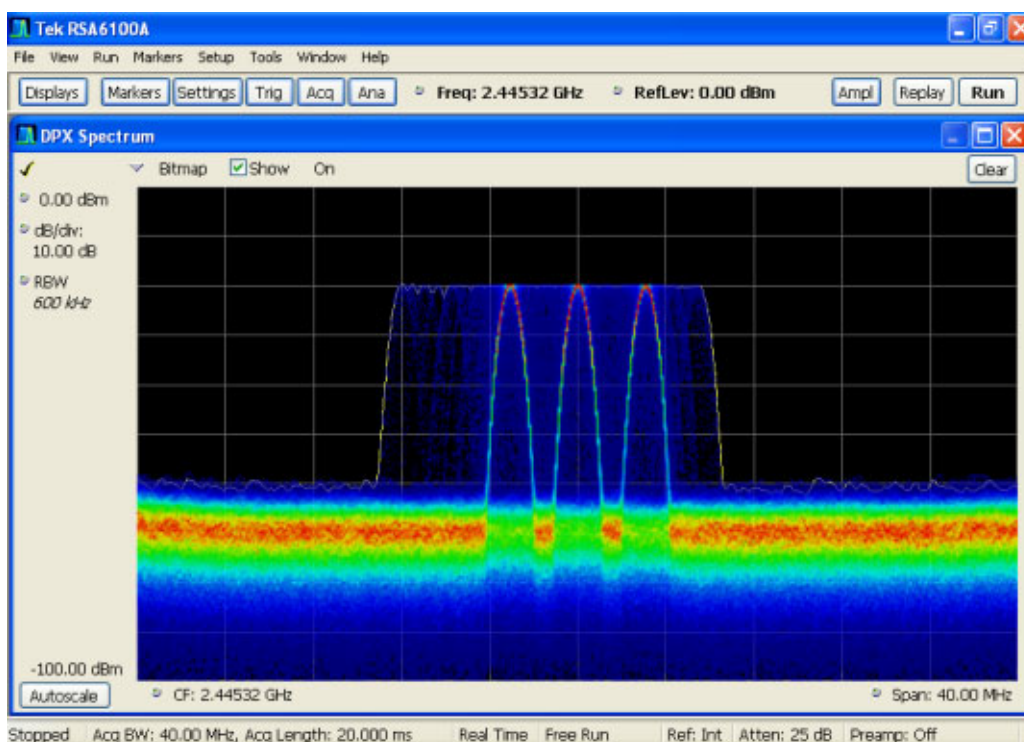 Tek RSA6100A
File View Run Markers Setup Tools Window Help
Displays Markers Settings Trig Acq Ana Freq: 2.44532 GHz RefLev: 0.00 dBm Ampl Replay Run
DPX Spectrum
Bitmap Show On Clear
0.00 dBm
dB/div:
10.00 dB
RBW
600 kHz
-100.00 dBm
Autoscale CF: 2.44532 GHz Span: 40.00 MHz
Stopped Acq BW: 40.00 MHz, Acq Length: 20.000 ms Real Time Free Run Ref: Int Atten: 25 dB Preamp: Off